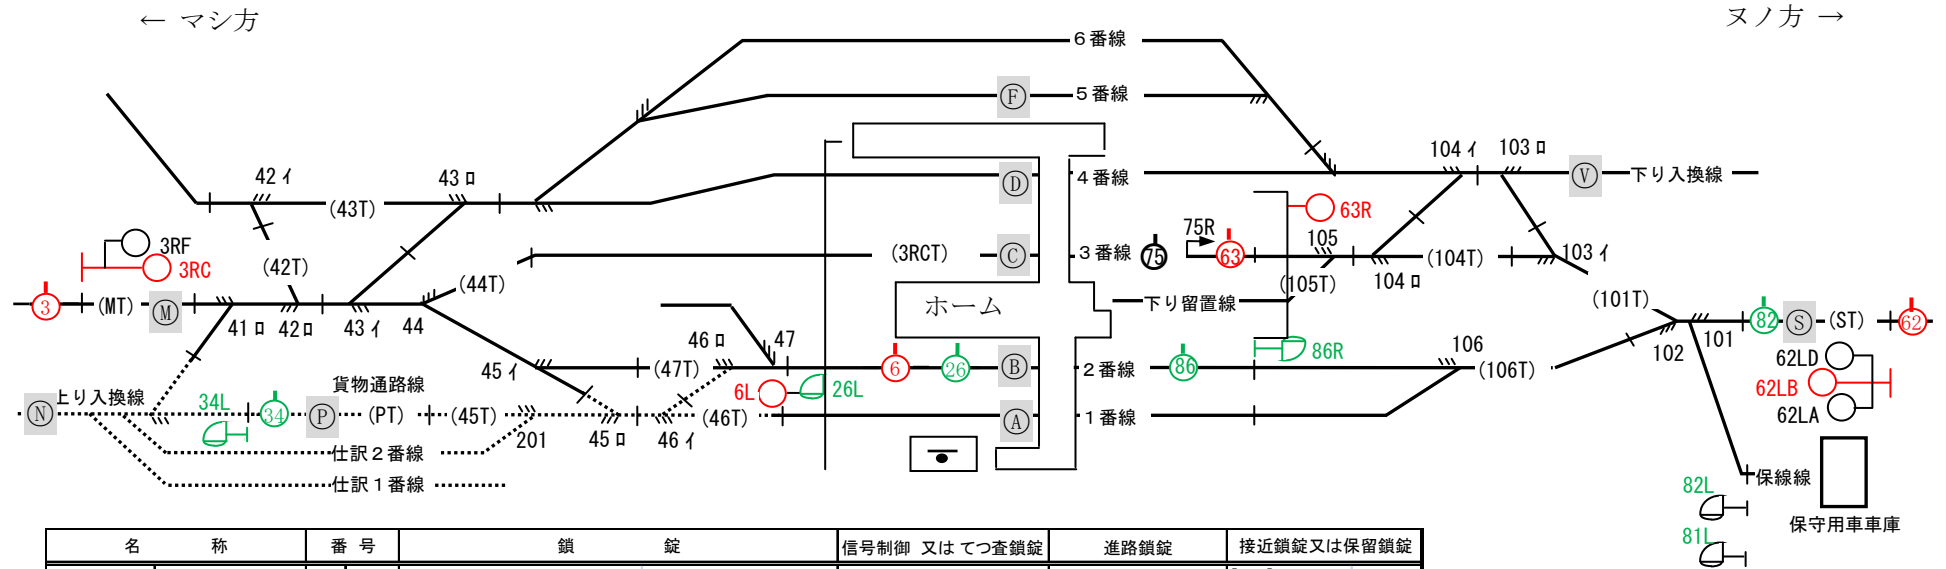 ← マシ方
ヌノ方 →
6番線
Ⓕ
5番線
104ｲ
103ﾛ
42ｲ
43ﾛ
Ⓓ
4番線
Ⓥ
下り入換線
(43T)
63R
3RF
3RC
(42T)
(44T)
(3RCT)
Ⓒ
3番線
75
75R
63
105
(104T)
103ｲ
3
(MT)
Ⓜ
41ﾛ
42ﾛ
43ｲ
44
ホーム
下り留置線
(105T)
104ﾛ
(101T)
82
Ⓢ
(ST)
62
46ﾛ
47
86R
106
102
101
45ｲ
(47T)
6
26
Ⓑ
2番線
86
(106T)
62LD
62LB
62LA
貨物通路線
6L
26L
上り入換線
34L
Ⓝ
34
Ⓟ
(PT)
(45T)
201
45ﾛ
46ｲ
(46T)
Ⓐ
1番線
仕訳2番線
仕訳1番線
保線線
82L
保守用車車庫
81L
名 称
番 号
鎖 錠
信号制御 又は てつ査鎖錠
進路鎖錠
接近鎖錠又は保留鎖錠